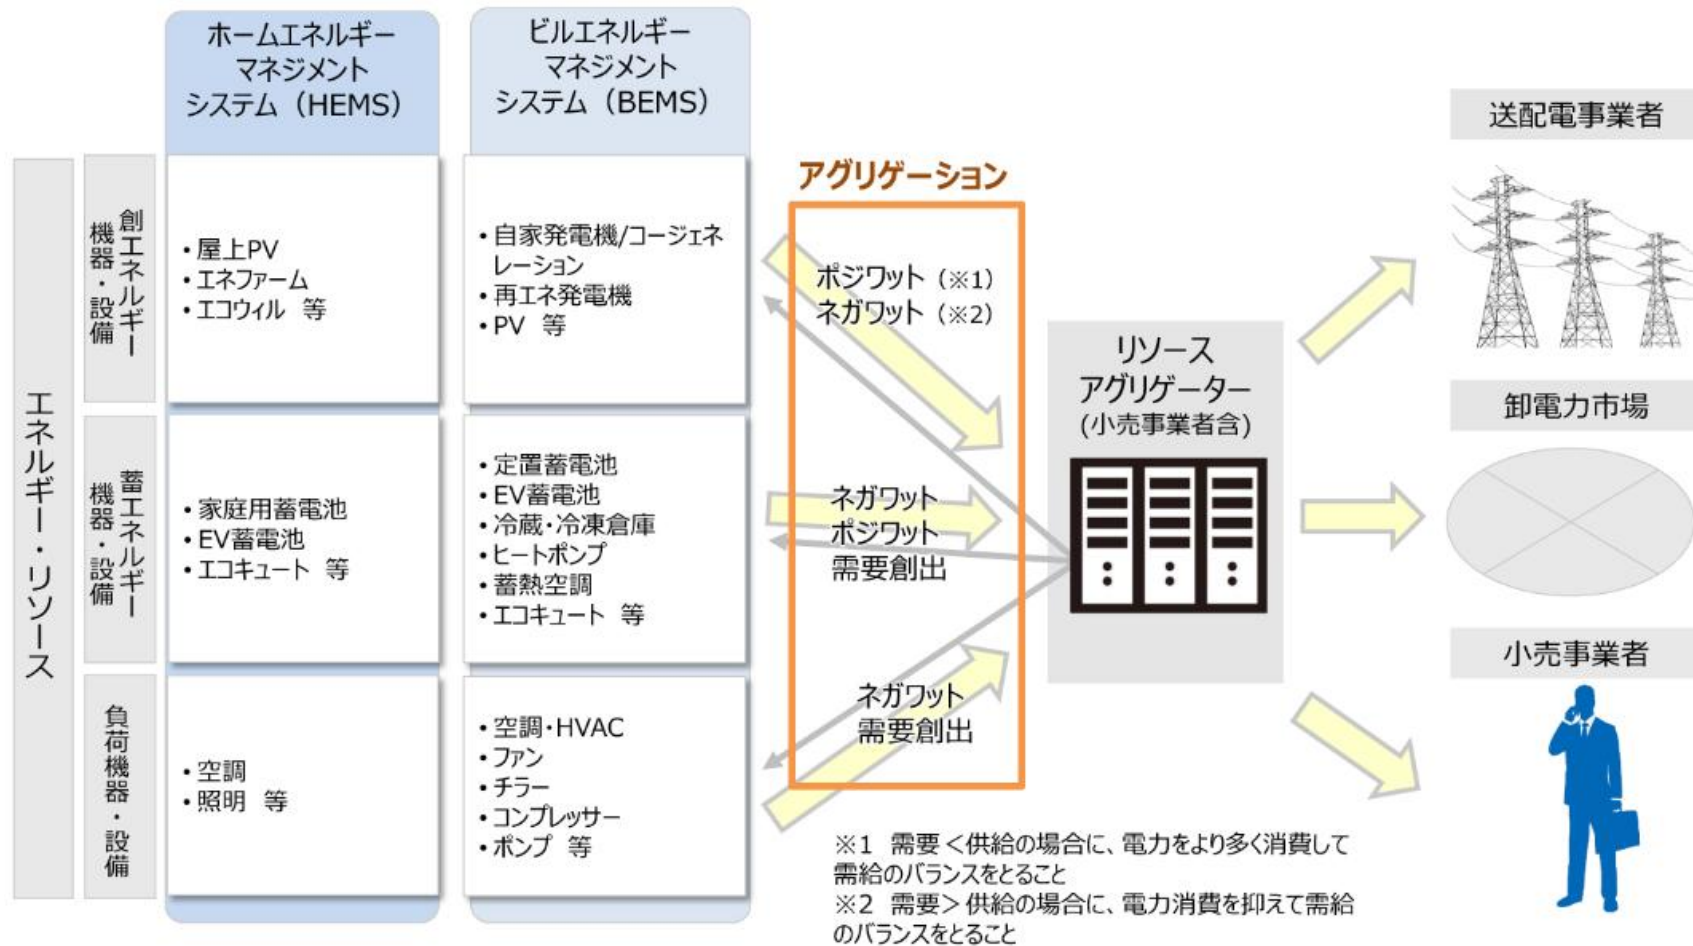 ホームエネルギー
マネジメント
システム（HEMS）
ビルエネルギー
マネジメント
システム（BEMS）
エネルギー・リソース
創エネルギー
機器・設備
・屋上PV
・エネファーム
・エコウィル 等
・自家発電機/コージェネ
レーション
・再エネ発電機
・PV 等
蓄エネルギー
機器・設備
・家庭用蓄電池
・EV蓄電池
・エコキュート 等
・定置蓄電池
・EV蓄電池
・冷蔵・冷凍倉庫
・ヒートポンプ
・蓄熱空調
・エコキュート 等
負荷機器・設備
・空調
・照明 等
・空調・HVAC
・ファン
・チラー
・コンプレッサー
・ポンプ 等
アグリゲーション
ポジワット（※1）
ネガワット（※2）
ネガワット
ポジワット
需要創出
ネガワット
需要創出
リソース
アグリゲーター
(小売事業者含)
送配電事業者
卸電力市場
小売事業者
※1 需要＜供給の場合に、電力をより多く消費して
需給のバランスをとること
※2 需要＞供給の場合に、電力消費を抑えて需給
のバランスをとること